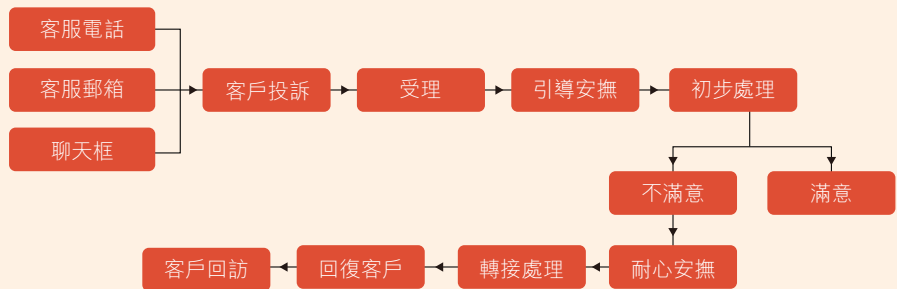 客服電話
客服郵箱
聊天框
客戶投訴
受理
引導安撫
初步處理
不滿意
滿意
耐心安撫
轉接處理
回復客戶
客戶回訪